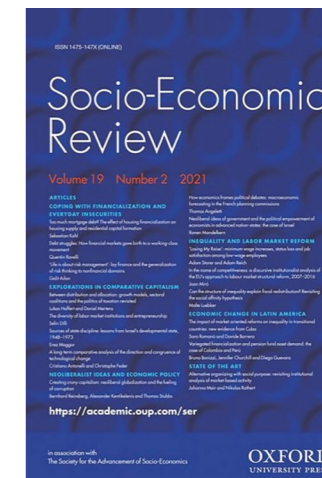 ISSN 1475-147X (ONLINE)
Socio-Economic
Review
Volume 19 Number 2 2021
ARTICLES
COPING WITH FINANCIALIZATION AND
EVERYDAY INSECURITIES
Too much mortgage debt? The effect of housing financialization on
housing supply and residential capital formation
Sebastian Kohl
Debt struggles: How financial markets gave birth to a working-class
movement
Quentin Ravelli
'Life is about risk management': lay finance and the generalization
of risk thinking to nonfinancial domains
EXPLORATIONS IN COMPARATIVE CAPITALISM
Between distribution and allocation: growth models, sectoral
coalitions and the politics of taxation revisited
Lukas Haffert and Daniel Mertens
The diversity of labor market institutions and entrepreneurship
Selin Dilli
Sources of state discipline: lessons from Israel's developmental state,
1948–1973
Erez Maggor
A long-term comparative analysis of the direction and congruence of
technological change
Cristiano Antonelli and Christophe Feder
NEOLIBERALIST IDEAS AND ECONOMIC POLICY
Creating crony capitalism: neoliberal globalization and the fueling
of corruption
Bernhard Reinsberg, Alexander Kentikelenis and Thomas Stubbs
How economics frames political debates: macroeconomic
forecasting in the French planning commissions
Thomas Angeletti
Neoliberal ideas of government and the political empowerment of
economists in advanced nation-states: the case of Israel
Ronen Mandelkern
INEQUALITY AND LABOR MARKET REFORM
'Losing My Raise': minimum wage increases, status loss and job
satisfaction among low-wage employees
Adam Storer and Adam Reich
In the name of competitiveness: a discursive institutionalist analysis of
the EU's approach to labour market structural reform, 2007–2016
Joan Miró
Can the structure of inequality explain fiscal redistribution? Revisiting
the social affinity hypothesis
Matto Luebker
ECONOMIC CHANGE IN LATIN AMERICA
The impact of market-oriented reforms on inequality in transitional
countries: new evidence from Cuba
Sara Romanò and Davide Barrera
Variegated financialization and pension fund asset demand: the
case of Colombia and Peru
Bruno Bonizzi, Jennifer Churchill and Diego Guevara
STATE OF THE ART
Alternative organizing with social purpose: revisiting institutional
analysis of market-based activity
Johanna Mair and Nikolas Rathert
https://academic.oup.com/ser
in association with
The Society for the Advancement of Socio-Economics
OXFORD
UNIVERSITY PRESS